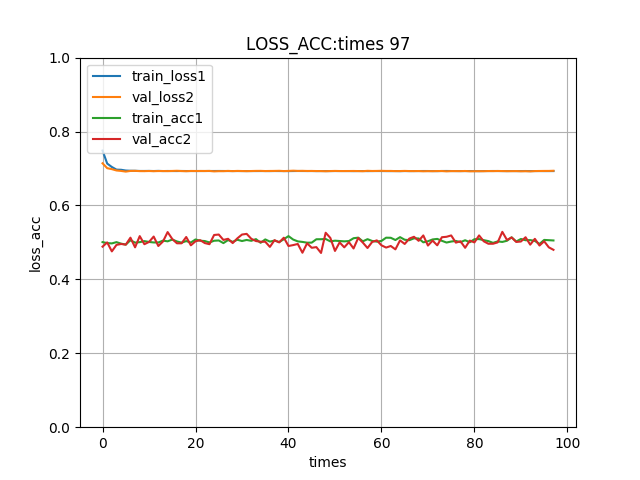 LOSS_ACC:times 97
1.0
0.8
0.6
0.4
0.2
0.0
loss_acc
train_loss1
val_loss2
train_acc1
val_acc2
0
20
40
60
80
100
times